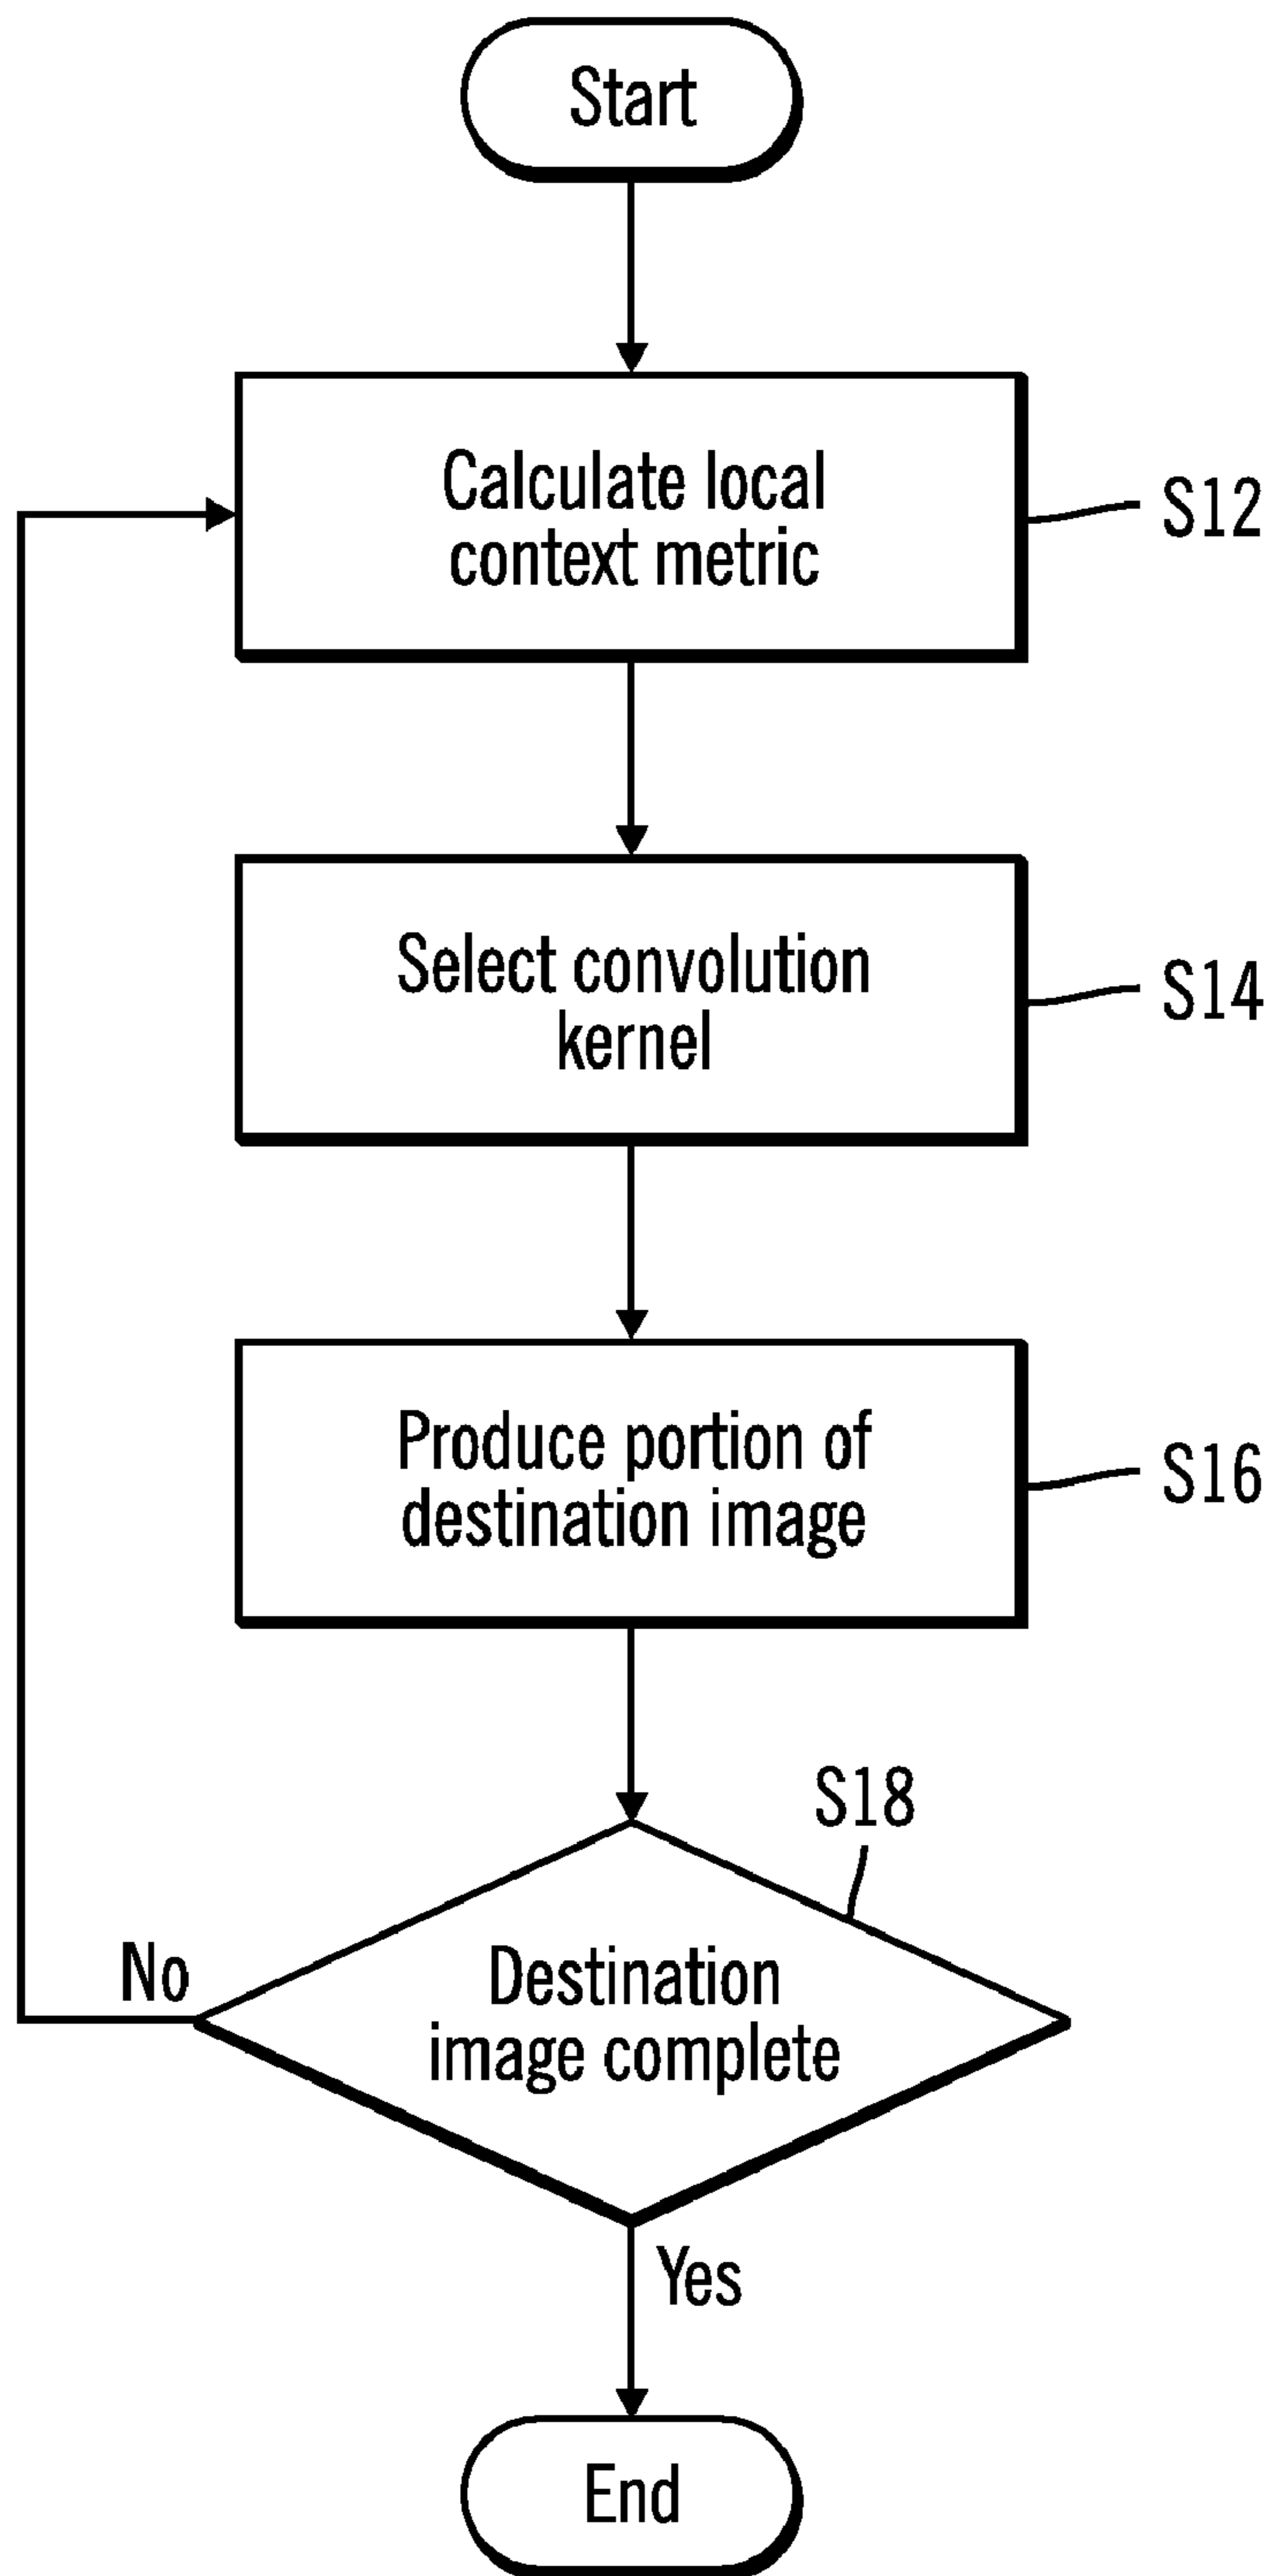 Start
Calculate local
context metric
S12
Select convolution
kernel
S14
Produce portion of
destination image
S16
S18
Destination
image complete
No
Yes
End